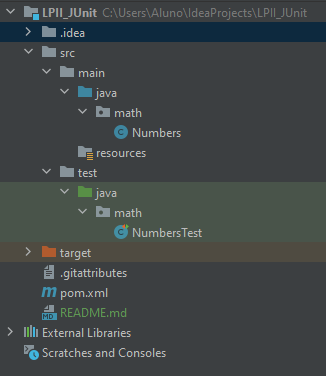 LPII_JUnit C:\Users\Aluno\IdeaProjects\LPII_JUnit
.idea
src
main
java
math
C Numbers
resources
test
java
math
C NumbersTest
target
.gitattributes
m pom.xml
MD README.md
External Libraries
Scratches and Consoles